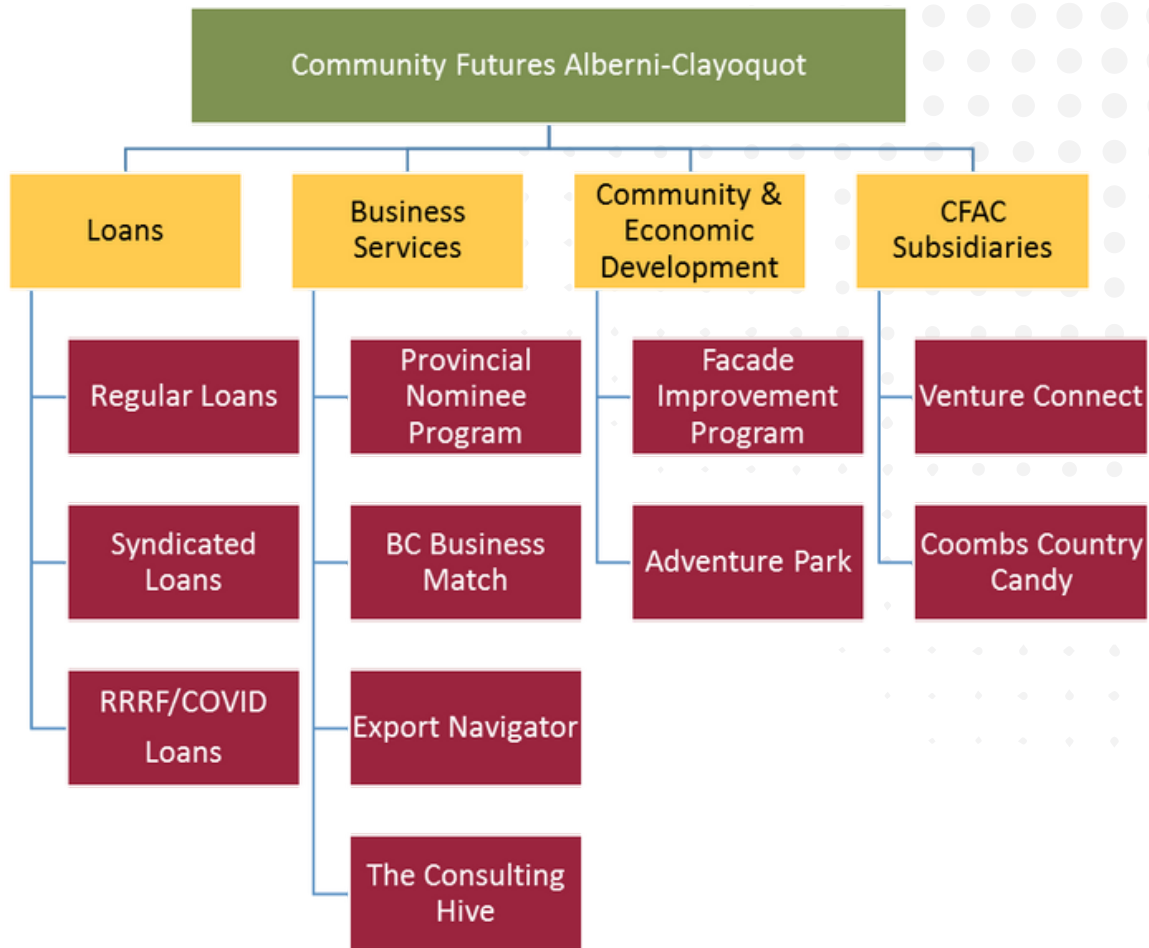 Community Futures Alberni-Clayoquot
Loans
Business
Services
Community &
Economic
Development
CFAC
Subsidiaries
Regular Loans
Provincial
Nominee
Program
Facade
Improvement
Program
Venture Connect
Syndicated
Loans
BC Business
Match
Adventure Park
Coombs Country
Candy
RRRF/COVID
Loans
Export Navigator
The Consulting
Hive